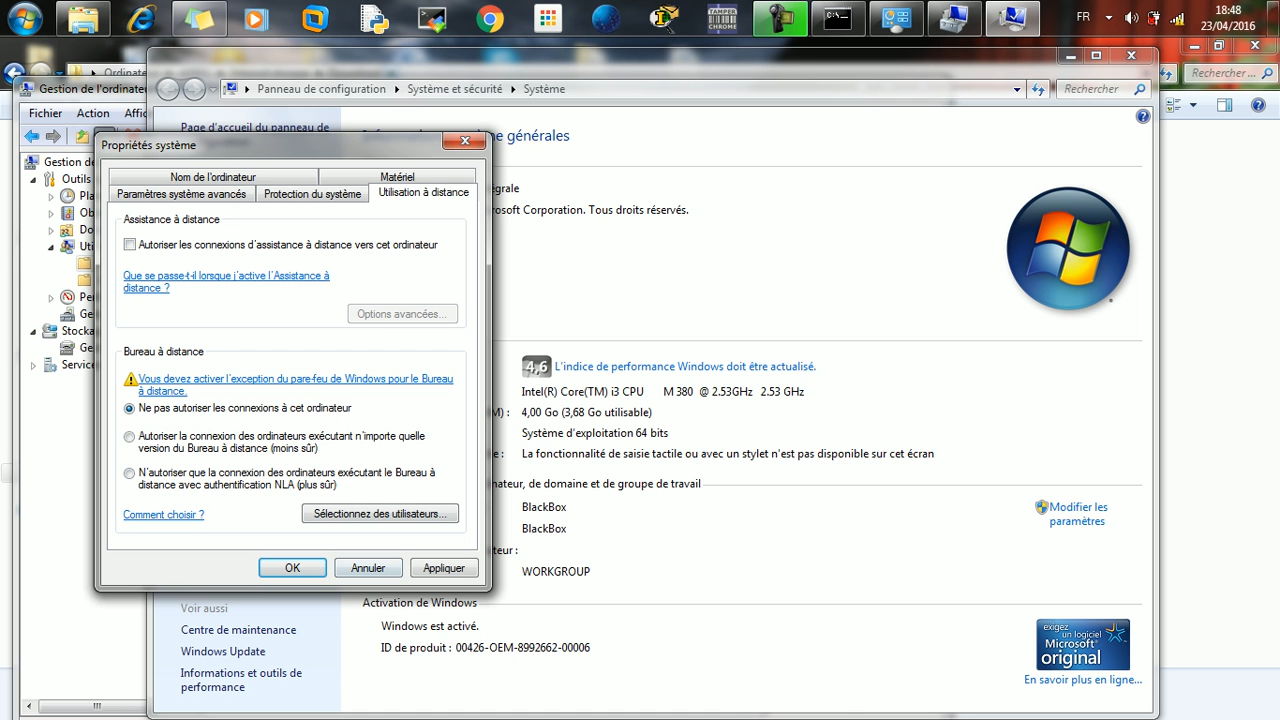 FR
18:48
23/04/2016
TAMPER
CHROME
Rechercher ...
Gestion de l'ordinateur
Panneau de configuration
Système et sécurité
Système
Rechercher
Fichier
Action
Page d'accueil du panneau de
générales
Propriétés système
Gestion de
Outils
Nom de l'ordinateur
Matériel
Paramètres système avancés
Protection du système
Utilisation à distance
Assistance à distance
Autoriser les connexions d'assistance à distance vers cet ordinateur
Que se passe-t-il lorsque j'active l'Assistance à
distance ?
Options avancées...
Microsoft Corporation. Tous droits réservés.
Stocka
Service
Bureau à distance
Vous devez activer l'exception du pare-feu de Windows pour le Bureau
à distance.
Ne pas autoriser les connexions à cet ordinateur
Autoriser la connexion des ordinateurs exécutant n'importe quelle
version du Bureau à distance (moins sûr)
N'autoriser que la connexion des ordinateurs exécutant le Bureau à
distance avec authentification NLA (plus sûr)
Comment choisir ?
Sélectionnez des utilisateurs...
OK
Annuler
Appliquer
4,6 L'indice de performance Windows doit être actualisé.
Intel(R) Core(TM) i3 CPU M 380 @ 2.53GHz 2.53 GHz
4,00 Go (3,68 Go utilisable)
Système d'exploitation 64 bits
La fonctionnalité de saisie tactile ou avec un stylet n'est pas disponible sur cet écran
de domaine et de groupe de travail
BlackBox
Modifier les
paramètres
BlackBox
WORKGROUP
Activation de Windows
Windows est activé.
ID de produit : 00426-OEM-8992662-00006
Voir aussi
Centre de maintenance
Windows Update
Informations et outils de
performance
exigez
un logiciel
Microsoft
original
En savoir plus en ligne...